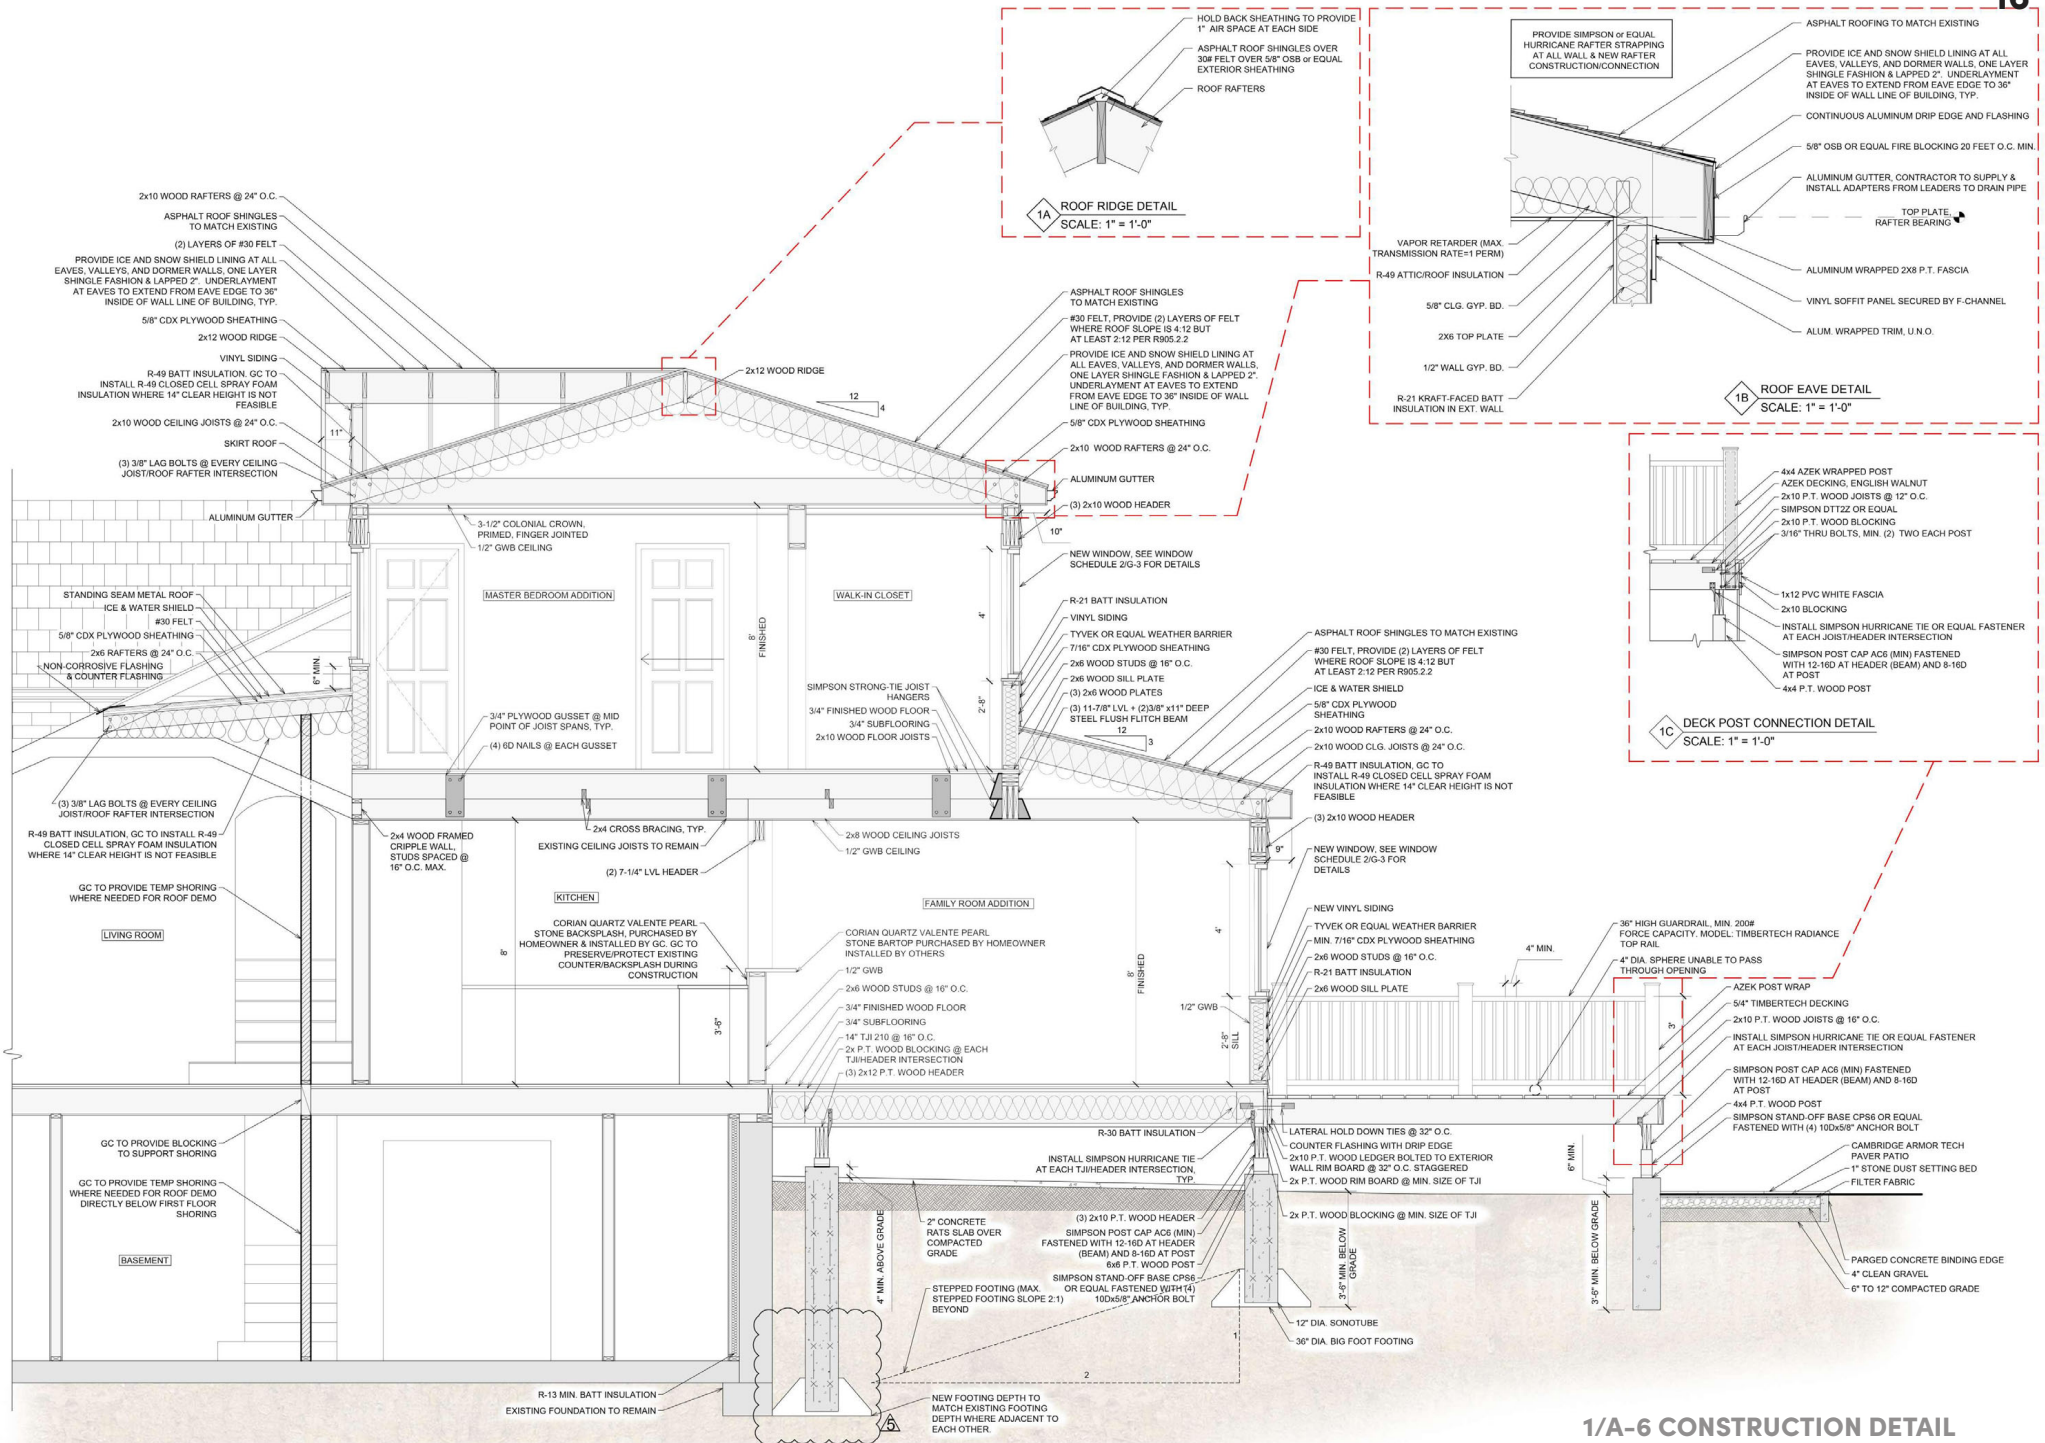 HOLD BACK SHEATHING TO PROVIDE
1" AIR SPACE AT EACH SIDE
ASPHALT ROOF SHINGLES OVER
30# FELT OVER 5/8" OSB or EQUAL
EXTERIOR SHEATHING
ROOF RAFTERS
1A
ROOF RIDGE DETAIL
SCALE: 1" = 1'-0"
PROVIDE SIMPSON or EQUAL
HURRICANE RAFTER STRAPPING
AT ALL WALL & NEW RAFTER
CONSTRUCTION/CONNECTION
ASPHALT ROOFING TO MATCH EXISTING
PROVIDE ICE AND SNOW SHIELD LINING AT ALL
EAVES, VALLEYS, AND DORMER WALLS, ONE LAYER
SHINGLE FASHION & LAPPED 2". UNDERLAYMENT
AT EAVES TO EXTEND FROM EAVE EDGE TO 36"
INSIDE OF WALL LINE OF BUILDING, TYP.
CONTINUOUS ALUMINUM DRIP EDGE AND FLASHING
5/8" OSB OR EQUAL FIRE BLOCKING 20 FEET O.C. MIN.
ALUMINUM GUTTER, CONTRACTOR TO SUPPLY &
INSTALL ADAPTERS FROM LEADERS TO DRAIN PIPE
TOP PLATE,
RAFTER BEARING
ALUMINUM WRAPPED 2X8 P.T. FASCIA
VINYL SOFFIT PANEL SECURED BY F-CHANNEL
ALUM. WRAPPED TRIM, U.N.O.
VAPOR RETARDER (MAX.
TRANSMISSION RATE=1 PERM)
R-49 ATTIC/ROOF INSULATION
5/8" CLG. GYP. BD.
2X6 TOP PLATE
1/2" WALL GYP. BD.
R-21 KRAFT-FACED BATT
INSULATION IN EXT. WALL
1B
ROOF EAVE DETAIL
SCALE: 1" = 1'-0"
2x10 WOOD RAFTERS @ 24" O.C.
ASPHALT ROOF SHINGLES
TO MATCH EXISTING
(2) LAYERS OF #30 FELT
PROVIDE ICE AND SNOW SHIELD LINING AT ALL
EAVES, VALLEYS, AND DORMER WALLS, ONE LAYER
SHINGLE FASHION & LAPPED 2". UNDERLAYMENT
AT EAVES TO EXTEND FROM EAVE EDGE TO 36"
INSIDE OF WALL LINE OF BUILDING, TYP.
5/8" CDX PLYWOOD SHEATHING
2x12 WOOD RIDGE
VINYL SIDING
R-49 BATT INSULATION. GC TO
INSTALL R-49 CLOSED CELL SPRAY FOAM
INSULATION WHERE 14" CLEAR HEIGHT IS NOT
FEASIBLE
2x10 WOOD CEILING JOISTS @ 24" O.C.
SKIRT ROOF
(3) 3/8" LAG BOLTS @ EVERY CEILING
JOIST/ROOF RAFTER INTERSECTION
ALUMINUM GUTTER
11"
2x12 WOOD RIDGE
12
4
ASPHALT ROOF SHINGLES
TO MATCH EXISTING
#30 FELT, PROVIDE (2) LAYERS OF FELT
WHERE ROOF SLOPE IS 4:12 BUT
AT LEAST 2:12 PER R905.2.2
PROVIDE ICE AND SNOW SHIELD LINING AT
ALL EAVES, VALLEYS, AND DORMER WALLS,
ONE LAYER SHINGLE FASHION & LAPPED 2".
UNDERLAYMENT AT EAVES TO EXTEND
FROM EAVE EDGE TO 36" INSIDE OF WALL
LINE OF BUILDING, TYP.
5/8" CDX PLYWOOD SHEATHING
2x10 WOOD RAFTERS @ 24" O.C.
ALUMINUM GUTTER
(3) 2x10 WOOD HEADER
10"
NEW WINDOW, SEE WINDOW
SCHEDULE 2/G-3 FOR DETAILS
R-21 BATT INSULATION
VINYL SIDING
TYVEK OR EQUAL WEATHER BARRIER
7/16" CDX PLYWOOD SHEATHING
2x6 WOOD STUDS @ 16" O.C.
2x6 WOOD SILL PLATE
(3) 2x6 WOOD PLATES
(3) 11-7/8" LVL + (2)3/8" x11" DEEP
STEEL FLUSH FLITCH BEAM
12
3
3-1/2" COLONIAL CROWN,
PRIMED, FINGER JOINTED
1/2" GWB CEILING
MASTER BEDROOM ADDITION
WALK-IN CLOSET
8'
FINISHED
4'
2'-8"
SIMPSON STRONG-TIE JOIST
HANGERS
3/4" FINISHED WOOD FLOOR
3/4" SUBFLOORING
2x10 WOOD FLOOR JOISTS
3/4" PLYWOOD GUSSET @ MID
POINT OF JOIST SPANS, TYP.
(4) 6D NAILS @ EACH GUSSET
STANDING SEAM METAL ROOF
ICE & WATER SHIELD
#30 FELT
5/8" CDX PLYWOOD SHEATHING
2x6 RAFTERS @ 24" O.C.
NON-CORROSIVE FLASHING
& COUNTER FLASHING
6" MIN.
(3) 3/8" LAG BOLTS @ EVERY CEILING
JOIST/ROOF RAFTER INTERSECTION
R-49 BATT INSULATION, GC TO INSTALL R-49
CLOSED CELL SPRAY FOAM INSULATION
WHERE 14" CLEAR HEIGHT IS NOT FEASIBLE
GC TO PROVIDE TEMP SHORING
WHERE NEEDED FOR ROOF DEMO
LIVING ROOM
2x4 WOOD FRAMED
CRIPPLE WALL,
STUDS SPACED @
16" O.C. MAX.
2x4 CROSS BRACING, TYP.
EXISTING CEILING JOISTS TO REMAIN
(2) 7-1/4" LVL HEADER
2x8 WOOD CEILING JOISTS
1/2" GWB CEILING
KITCHEN
FAMILY ROOM ADDITION
8'
CORIAN QUARTZ VALENTE PEARL
STONE BACKSPLASH, PURCHASED BY
HOMEOWNER & INSTALLED BY GC. GC TO
PRESERVE/PROTECT EXISTING
COUNTER/BACKSPLASH DURING
CONSTRUCTION
3'-6"
CORIAN QUARTZ VALENTE PEARL
STONE BARTOP PURCHASED BY HOMEOWNER
INSTALLED BY OTHERS
1/2" GWB
2x6 WOOD STUDS @ 16" O.C.
3/4" FINISHED WOOD FLOOR
3/4" SUBFLOORING
14" TJI 210 @ 16" O.C.
2x P.T. WOOD BLOCKING @ EACH
TJI/HEADER INTERSECTION
(3) 2x12 P.T. WOOD HEADER
8'
FINISHED
1/2" GWB
4'
2'-8"
SILL
ASPHALT ROOF SHINGLES TO MATCH EXISTING
#30 FELT, PROVIDE (2) LAYERS OF FELT
WHERE ROOF SLOPE IS 4:12 BUT
AT LEAST 2:12 PER R905.2.2
ICE & WATER SHIELD
5/8" CDX PLYWOOD
SHEATHING
2x10 WOOD RAFTERS @ 24" O.C.
2x10 WOOD CLG. JOISTS @ 24" O.C.
R-49 BATT INSULATION, GC TO
INSTALL R-49 CLOSED CELL SPRAY FOAM
INSULATION WHERE 14" CLEAR HEIGHT IS NOT
FEASIBLE
(3) 2x10 WOOD HEADER
9"
NEW WINDOW, SEE WINDOW
SCHEDULE 2/G-3 FOR
DETAILS
NEW VINYL SIDING
TYVEK OR EQUAL WEATHER BARRIER
MIN. 7/16" CDX PLYWOOD SHEATHING
2x6 WOOD STUDS @ 16" O.C.
R-21 BATT INSULATION
2x6 WOOD SILL PLATE
4x4 AZEK WRAPPED POST
AZEK DECKING, ENGLISH WALNUT
2x10 P.T. WOOD JOISTS @ 12" O.C.
SIMPSON DTT2Z OR EQUAL
2x10 P.T. WOOD BLOCKING
3/16" THRU BOLTS, MIN. (2) TWO EACH POST
1x12 PVC WHITE FASCIA
2x10 BLOCKING
INSTALL SIMPSON HURRICANE TIE OR EQUAL FASTENER
AT EACH JOIST/HEADER INTERSECTION
SIMPSON POST CAP AC6 (MIN) FASTENED
WITH 12-16D AT HEADER (BEAM) AND 8-16D
AT POST
4x4 P.T. WOOD POST
1C
DECK POST CONNECTION DETAIL
SCALE: 1" = 1'-0"
36" HIGH GUARDRAIL, MIN. 200#
FORCE CAPACITY. MODEL: TIMBERTECH RADIANCE
TOP RAIL
4" MIN.
4" DIA. SPHERE UNABLE TO PASS
THROUGH OPENING
3'
AZEK POST WRAP
5/4" TIMBERTECH DECKING
2x10 P.T. WOOD JOISTS @ 16" O.C.
INSTALL SIMPSON HURRICANE TIE OR EQUAL FASTENER
AT EACH JOIST/HEADER INTERSECTION
SIMPSON POST CAP AC6 (MIN) FASTENED
WITH 12-16D AT HEADER (BEAM) AND 8-16D
AT POST
4x4 P.T. WOOD POST
SIMPSON STAND-OFF BASE CPS6 OR EQUAL
FASTENED WITH (4) 10Dx5/8" ANCHOR BOLT
CAMBRIDGE ARMOR TECH
PAVER PATIO
1" STONE DUST SETTING BED
FILTER FABRIC
PARGED CONCRETE BINDING EDGE
4" CLEAN GRAVEL
6" TO 12" COMPACTED GRADE
6" MIN.
3'-6" MIN. BELOW GRADE
R-30 BATT INSULATION
INSTALL SIMPSON HURRICANE TIE
AT EACH TJI/HEADER INTERSECTION,
TYP.
LATERAL HOLD DOWN TIES @ 32" O.C.
COUNTER FLASHING WITH DRIP EDGE
2x10 P.T. WOOD LEDGER BOLTED TO EXTERIOR
WALL RIM BOARD @ 32" O.C. STAGGERED
2x P.T. WOOD RIM BOARD @ MIN. SIZE OF TJI
2x P.T. WOOD BLOCKING @ MIN. SIZE OF TJI
3'-6" MIN. BELOW
GRADE
(3) 2x10 P.T. WOOD HEADER
SIMPSON POST CAP AC6 (MIN)
FASTENED WITH 12-16D AT HEADER
(BEAM) AND 8-16D AT POST
6x6 P.T. WOOD POST
SIMPSON STAND-OFF BASE CPS6
OR EQUAL FASTENED WITH (4)
10Dx5/8" ANCHOR BOLT
12" DIA. SONOTUBE
36" DIA. BIG FOOT FOOTING
1
2
4" MIN. ABOVE GRADE
2" CONCRETE
RATS SLAB OVER
COMPACTED
GRADE
STEPPED FOOTING (MAX.
STEPPED FOOTING SLOPE 2:1)
BEYOND
NEW FOOTING DEPTH TO
MATCH EXISTING FOOTING
DEPTH WHERE ADJACENT TO
EACH OTHER.
5
GC TO PROVIDE BLOCKING
TO SUPPORT SHORING
GC TO PROVIDE TEMP SHORING
WHERE NEEDED FOR ROOF DEMO
DIRECTLY BELOW FIRST FLOOR
SHORING
BASEMENT
R-13 MIN. BATT INSULATION
EXISTING FOUNDATION TO REMAIN
1/A-6 CONSTRUCTION DETAIL